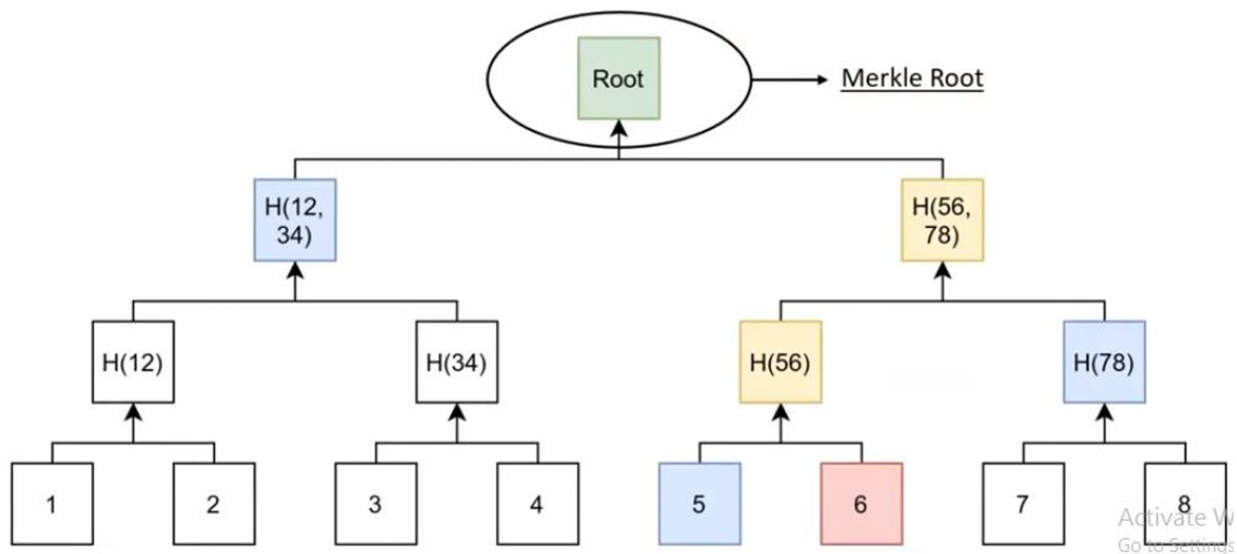 Root
Merkle Root
H(12,
34)
H(56,
78)
H(12)
H(34)
H(56)
H(78)
1
2
3
4
5
6
7
8
Activate W
Go to Settings